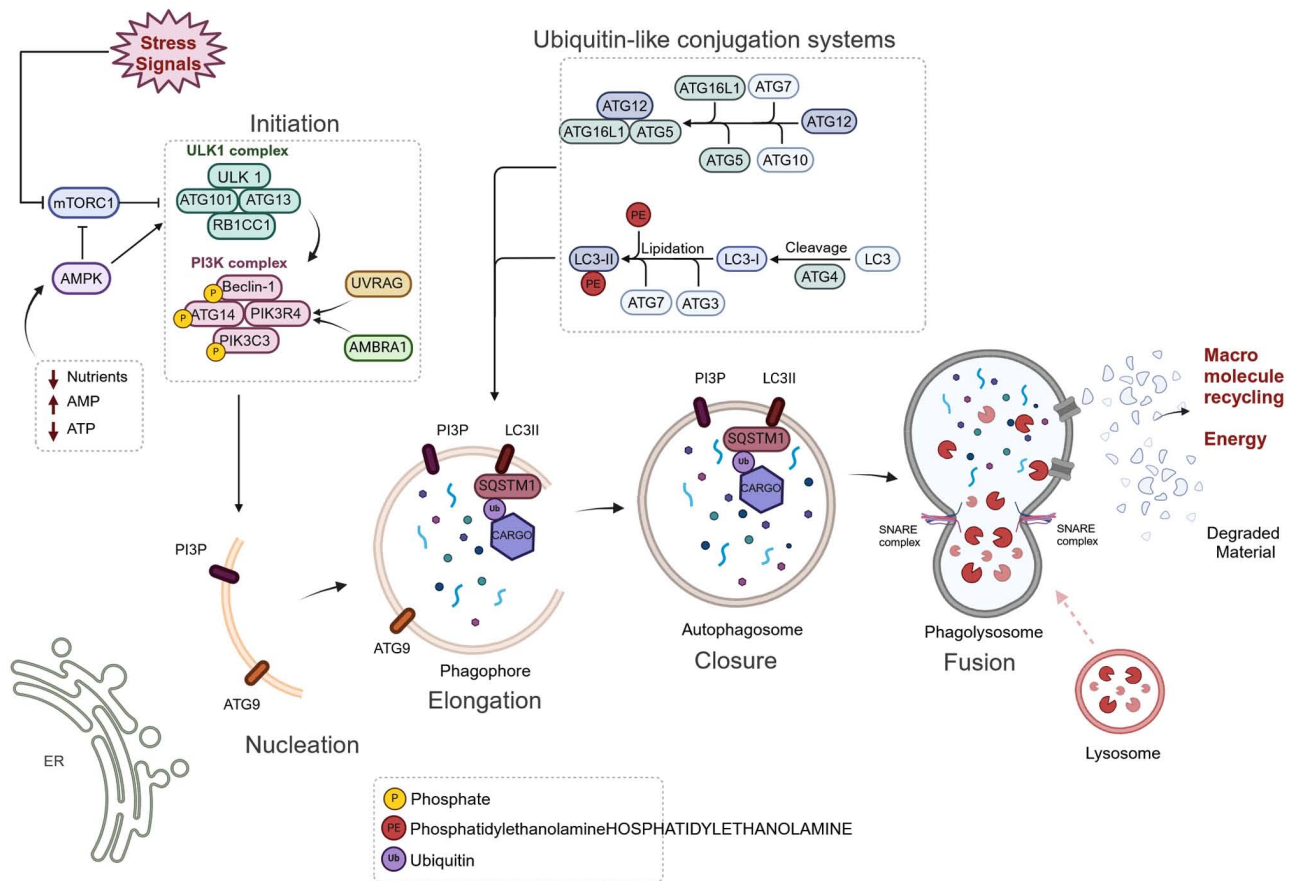 Stress
Signals
Initiation
ULK1 complex
ULK 1
ATG101
ATG13
RB1CC1
mTORC1
AMPK
PI3K complex
P
Beclin-1
P
ATG14
PIK3R4
P
PIK3C3
UVRAG
AMBRA1
Nutrients
AMP
ATP
Ubiquitin-like conjugation systems
ATG12
ATG16L1
ATG5
ATG16L1
ATG7
ATG12
ATG5
ATG10
PE
LC3-II
PE
Lipidation
ATG7
ATG3
LC3-I
Cleavage
ATG4
LC3
PI3P
ATG9
Nucleation
ER
PI3P
LC3II
SQSTM1
Ub
CARGO
ATG9
Phagophore
Elongation
PI3P
LC3II
SQSTM1
Ub
CARGO
Autophagosome
Closure
SNARE
complex
SNARE
complex
Phagolysosome
Fusion
Lysosome
Macro
molecule
recycling
Energy
Degraded
Material
P Phosphate
PE PhosphatidylethanolamineHOSPHATIDYLETHANOLAMINE
Ub Ubiquitin